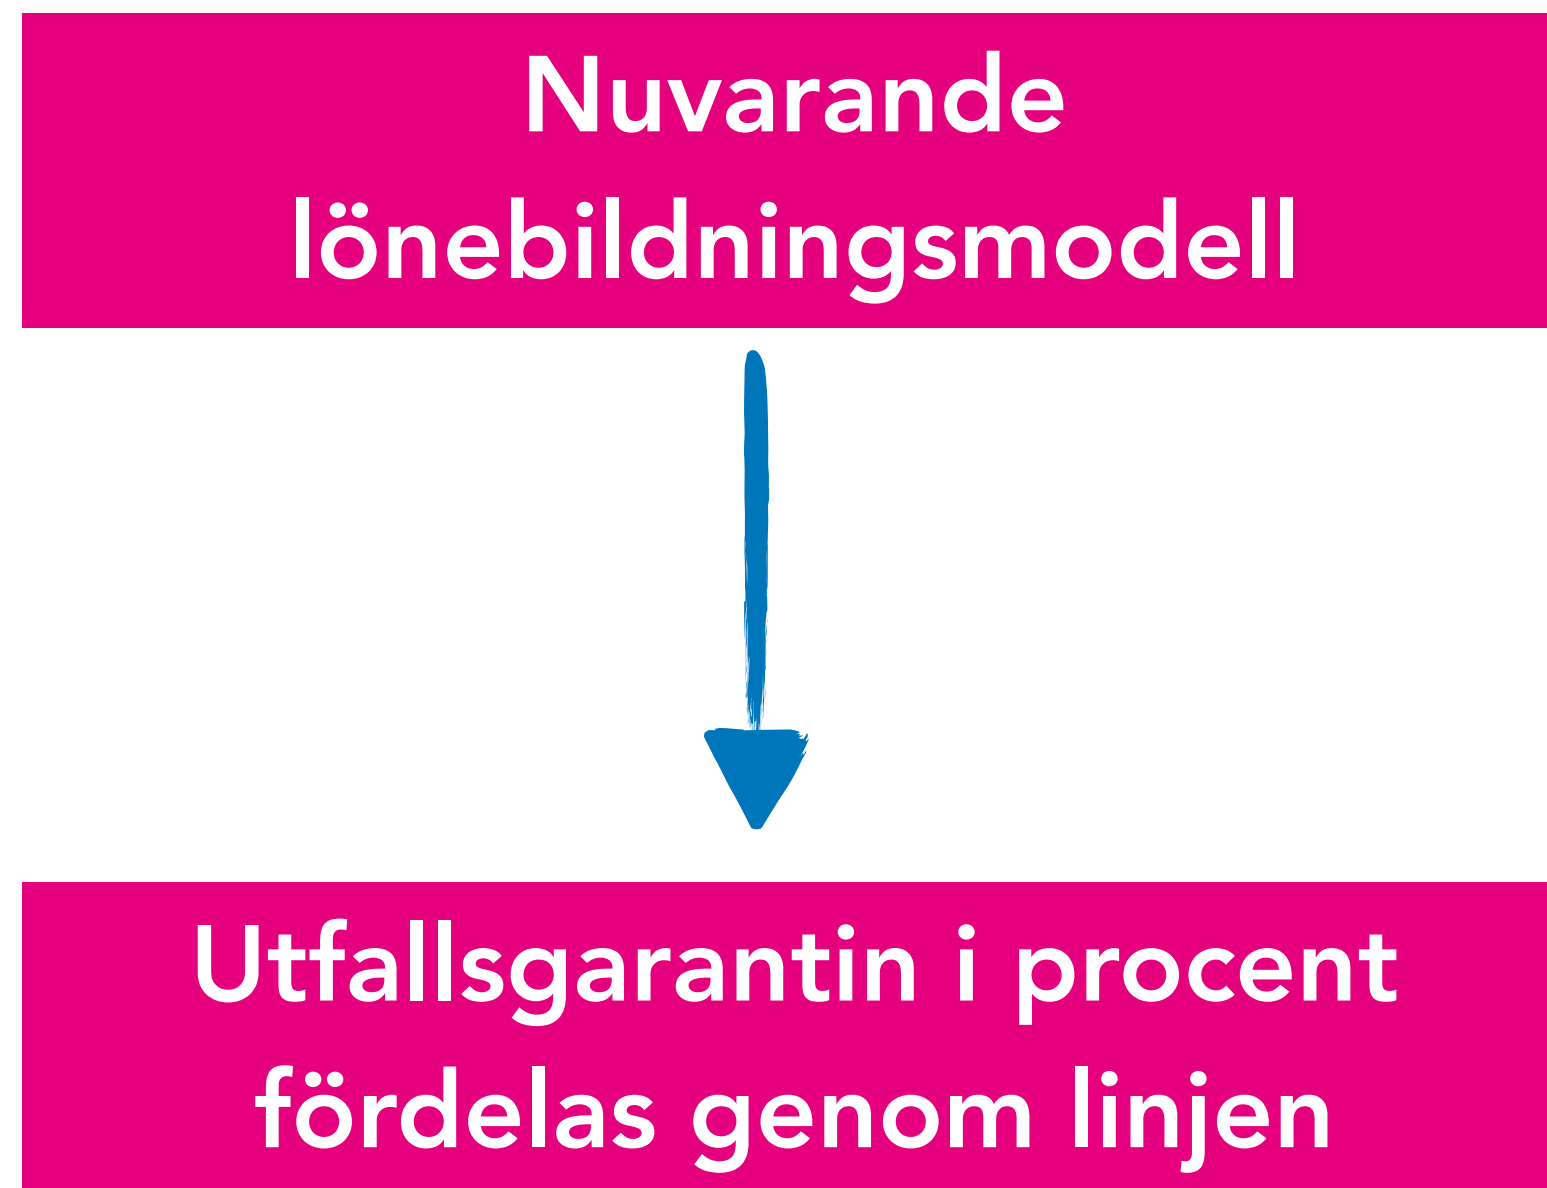 Nuvarande
lönebildningsmodell
Utfallsgarantin i procent
fördelas genom linjen